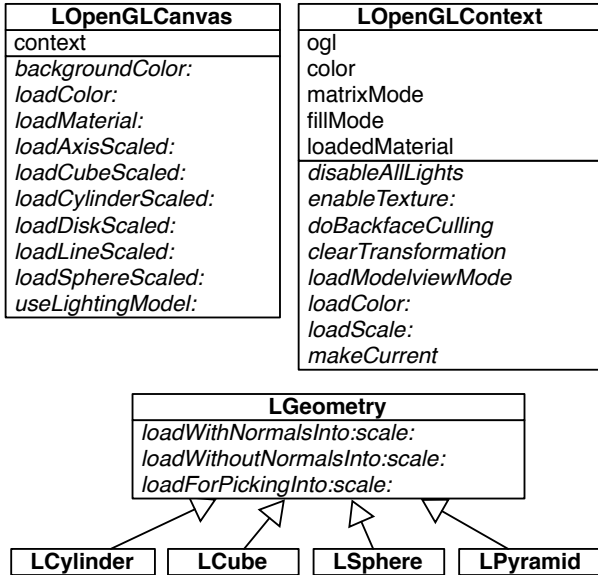 LOpenGLCanvas
context
backgroundColor:
loadColor:
loadMaterial:
loadAxisScaled:
loadCubeScaled:
loadCylinderScaled:
loadDiskScaled:
loadLineScaled:
loadSphereScaled:
useLightingModel:
LOpenGLContext
ogl
color
matrixMode
fillMode
loadedMaterial
disableAllLights
enableTexture:
doBackfaceCulling
clearTransformation
loadModelviewMode
loadColor:
loadScale:
makeCurrent
LGeometry
loadWithNormalsInto:scale:
loadWithoutNormalsInto:scale:
loadForPickingInto:scale:
LCylinder
LCube
LSphere
LPyramid